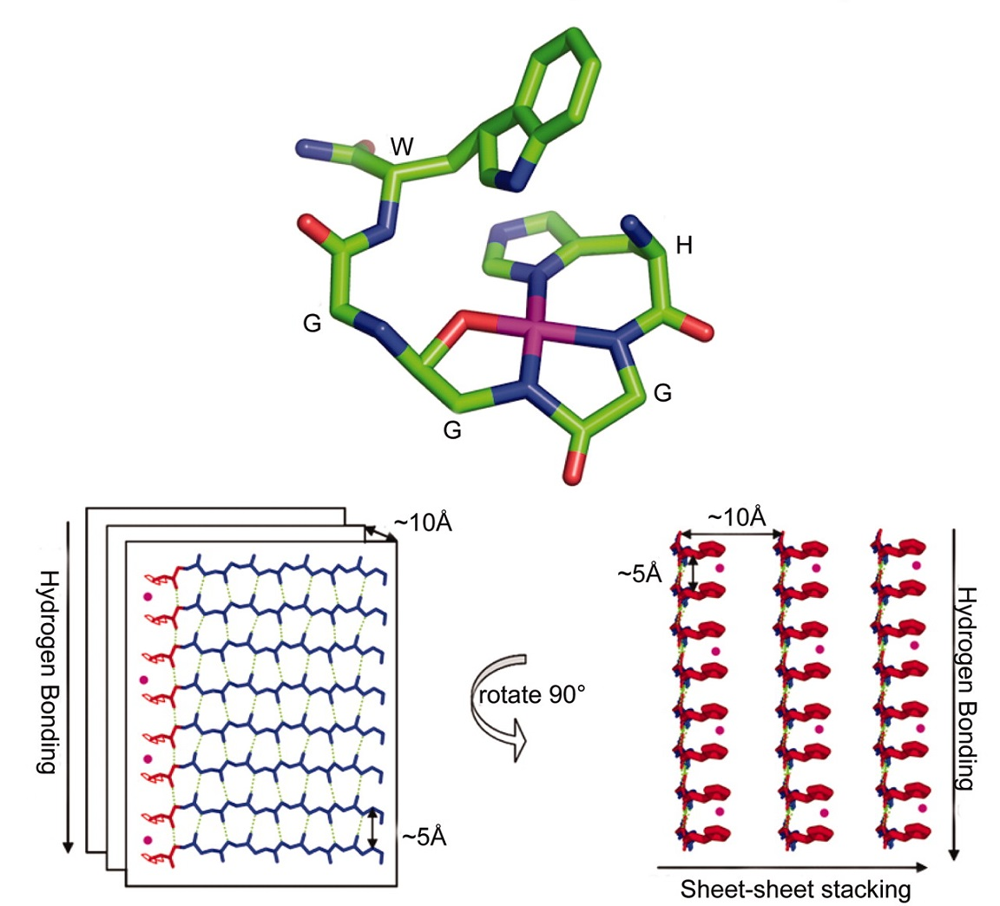 W
H
G
G
G
~10Å
~10Å
~5Å
Hydrogen Bonding
rotate 90°
Hydrogen Bonding
~5Å
Sheet-sheet stacking